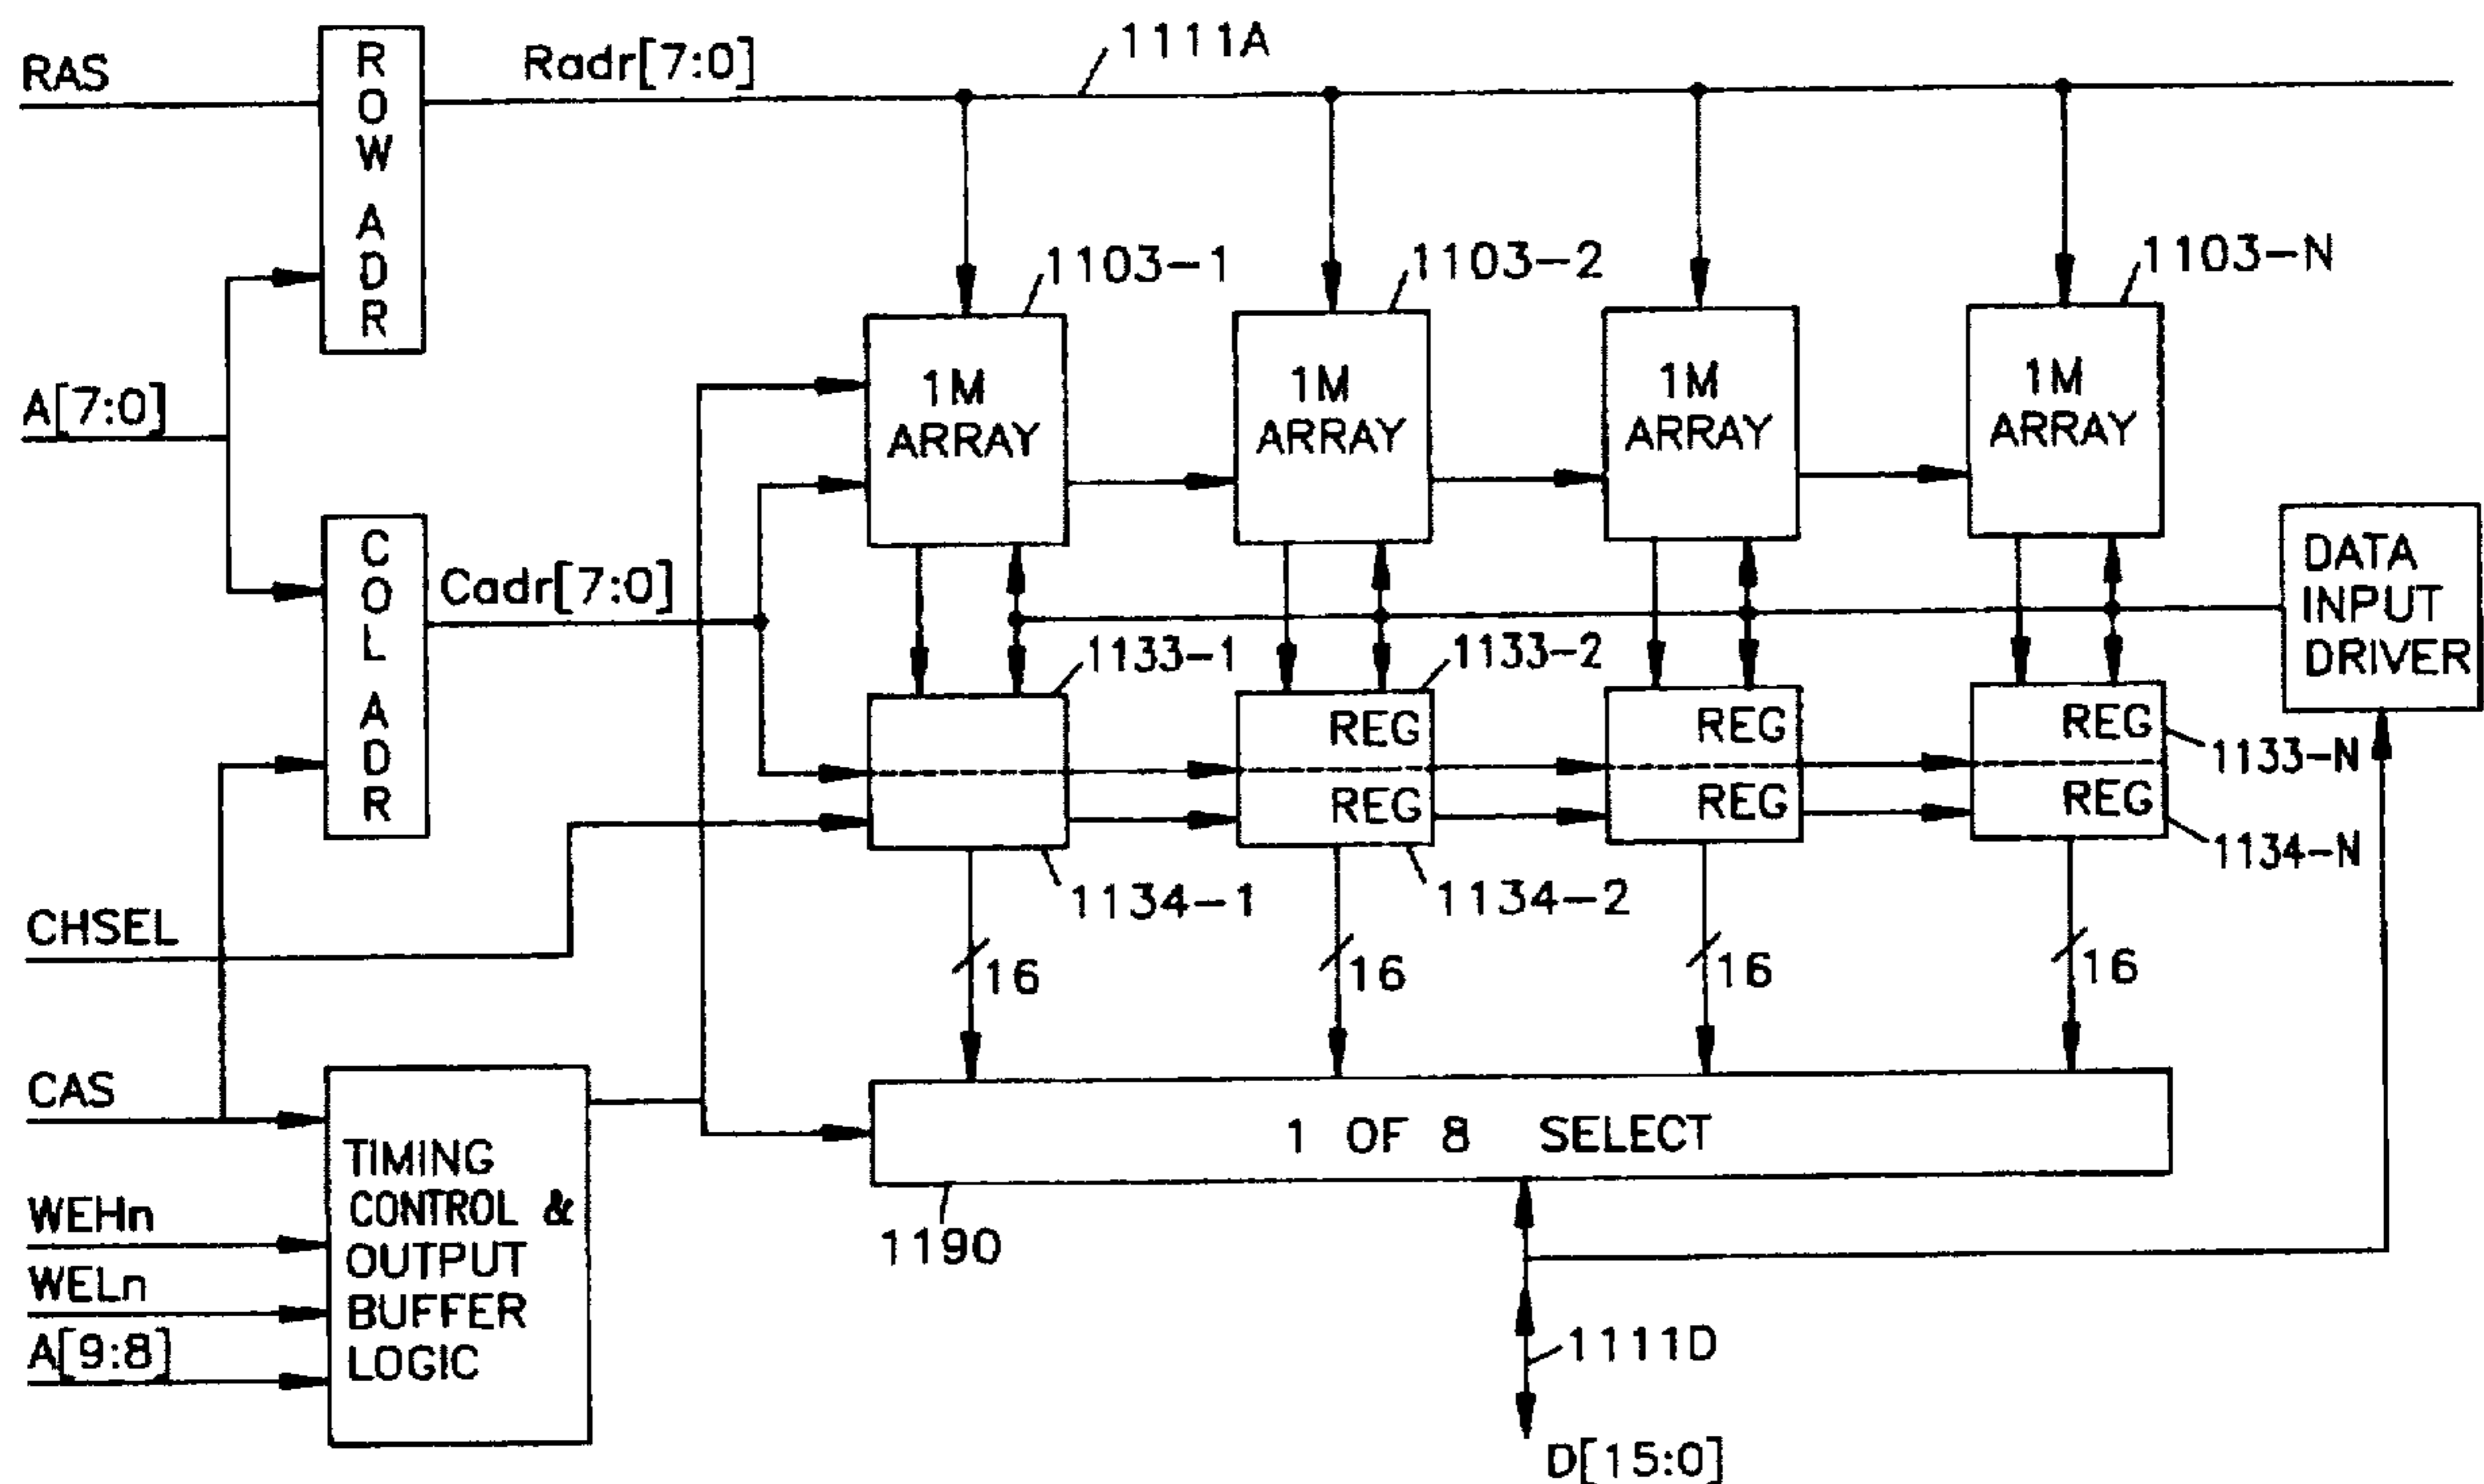 RAS
ROW ADR
Radr[7:0]
1111A
A[7:0]
COL ADR
Cadr[7:0]
1103-1
1103-2
1103-N
1M
ARRAY
1M
ARRAY
1M
ARRAY
1M
ARRAY
DATA
INPUT
DRIVER
1133-1
1133-2
REG
REG
REG
1133-N
REG
REG
REG
1134-N
1134-1
1134-2
CHSEL
16
16
16
16
CAS
WEHn
WELn
A[9:8]
TIMING
CONTROL &
OUTPUT
BUFFER
LOGIC
1 OF 8 SELECT
1190
1111D
D[15:0]